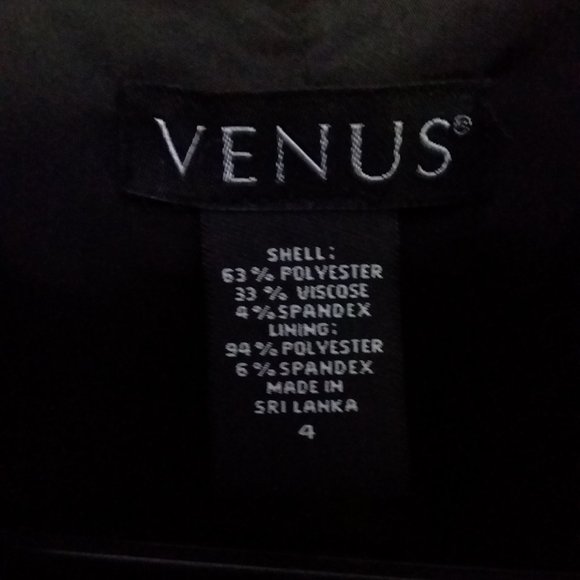 VENUS®
SHELL:
63% POLYESTER
33 % VISCOSE
4%SPANDEX
LINING:
94%POLYESTER
6%SPANDEX
MADE IN
SRI LANKA
4